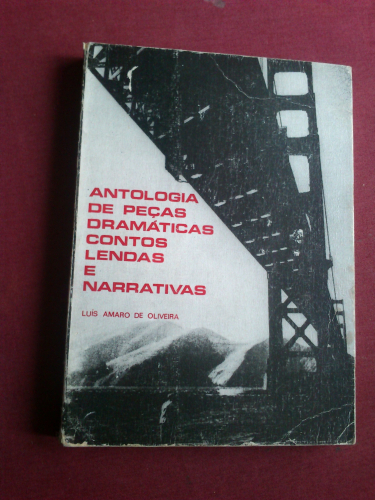 ANTOLOGIA
DE PEÇAS
DRAMÁTICAS
CONTOS
LENDAS
E
NARRATIVAS
LUIS AMARO DE OLIVEIRA